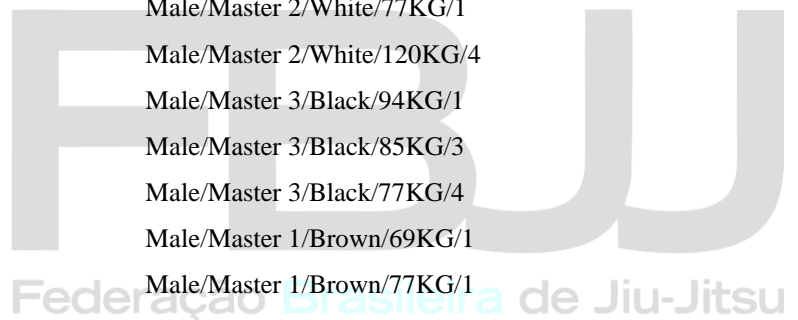 Male/Master 2/White/77KG/1
Male/Master 2/White/120KG/4
Male/Master 3/Black/94KG/1
Male/Master 3/Black/85KG/3
Male/Master 3/Black/77KG/4
Male/Master 1/Brown/69KG/1
Male/Master 1/Brown/77KG/1
FBJJ
Federação Brasileira de Jiu-Jitsu